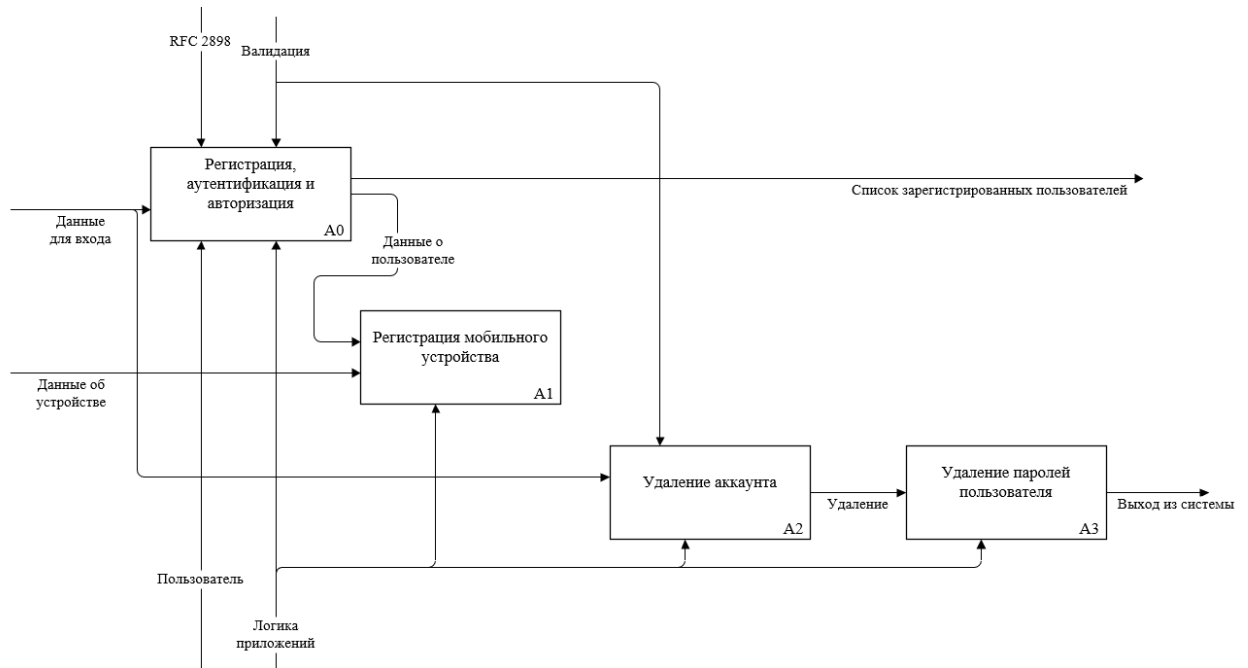 RFC 2898
Валидация
Регистрация,
аутентификация и
авторизация
A0
Список зарегистрированных пользователей
Данные
для входа
Данные о
пользователе
Регистрация мобильного
устройства
A1
Данные об
устройстве
Удаление аккаунта
A2
Удаление
Удаление паролей
пользователя
A3
Выход из системы
Пользователь
Логика
приложений